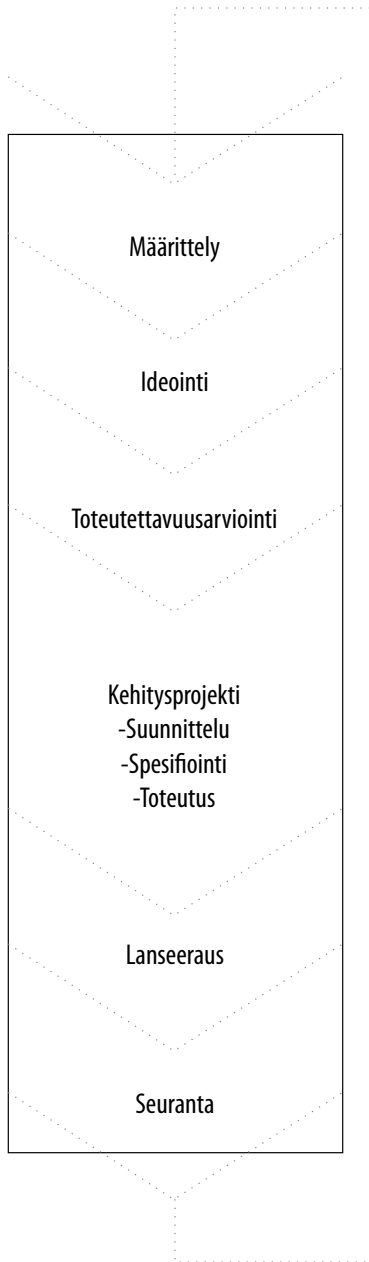 Määrittely
Ideointi
Toteutettavuusarviointi
Kehitysprojekti
-Suunnittelu
-Spesifiointi
-Toteutus
Lanseeraus
Seuranta